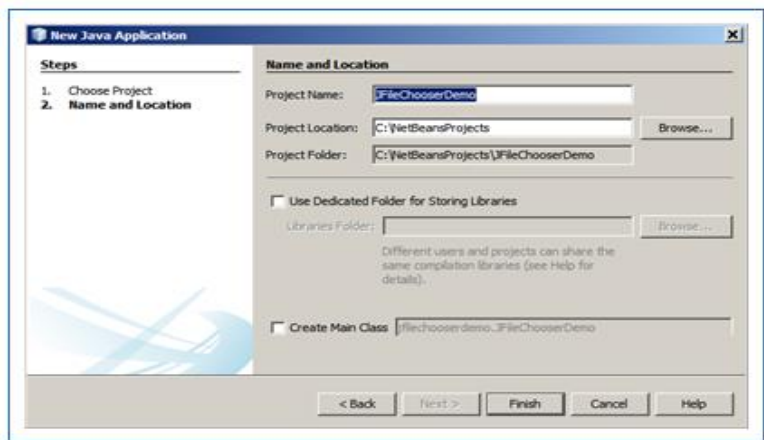 New Java Application
Steps
1. Choose Project
2. Name and Location
Name and Location
Project Name: JFileChooserDemo
Project Location: C:\NetBeansProjects Browse...
Project Folder: C:\NetBeansProjects\JFileChooserDemo
Use Dedicated Folder for Storing Libraries
Libraries Folder: Browse...
Different users and projects can share the
same compilation libraries (see Help for
details).
Create Main Class jfilechooserdemo.JFileChooserDemo
< Back Next > Finish Cancel Help